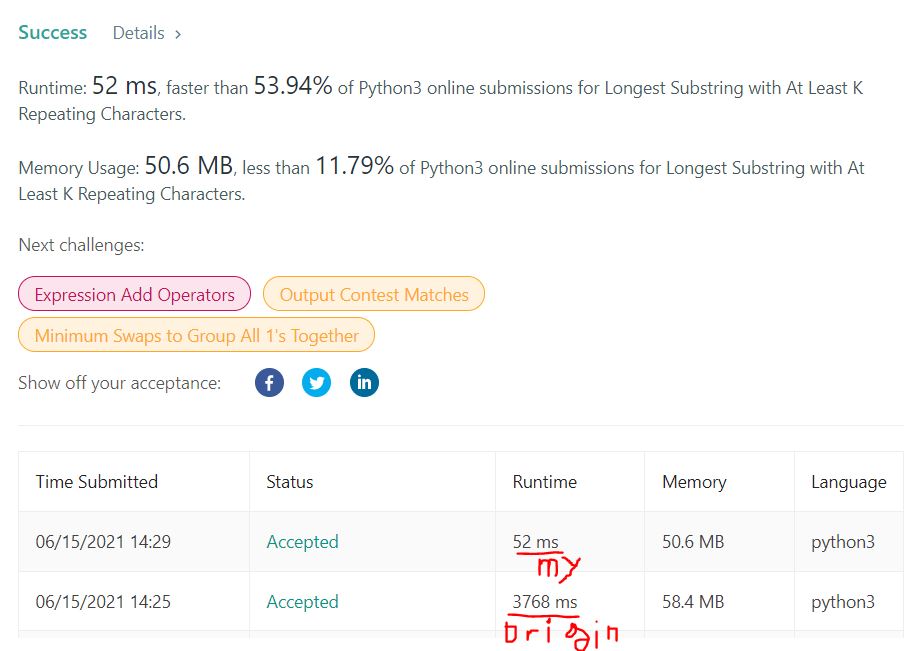 Success Details >
Runtime: 52 ms, faster than 53.94% of Python3 online submissions for Longest Substring with At Least K
Repeating Characters.
Memory Usage: 50.6 MB, less than 11.79% of Python3 online submissions for Longest Substring with At
Least K Repeating Characters.
Next challenges:
Expression Add Operators Output Contest Matches
Minimum Swaps to Group All 1's Together
Show off your acceptance: f in
Time Submitted Status Runtime Memory Language
06/15/2021 14:29 Accepted 52 ms 50.6 MB python3
my
06/15/2021 14:25 Accepted 3768 ms 58.4 MB python3
origin